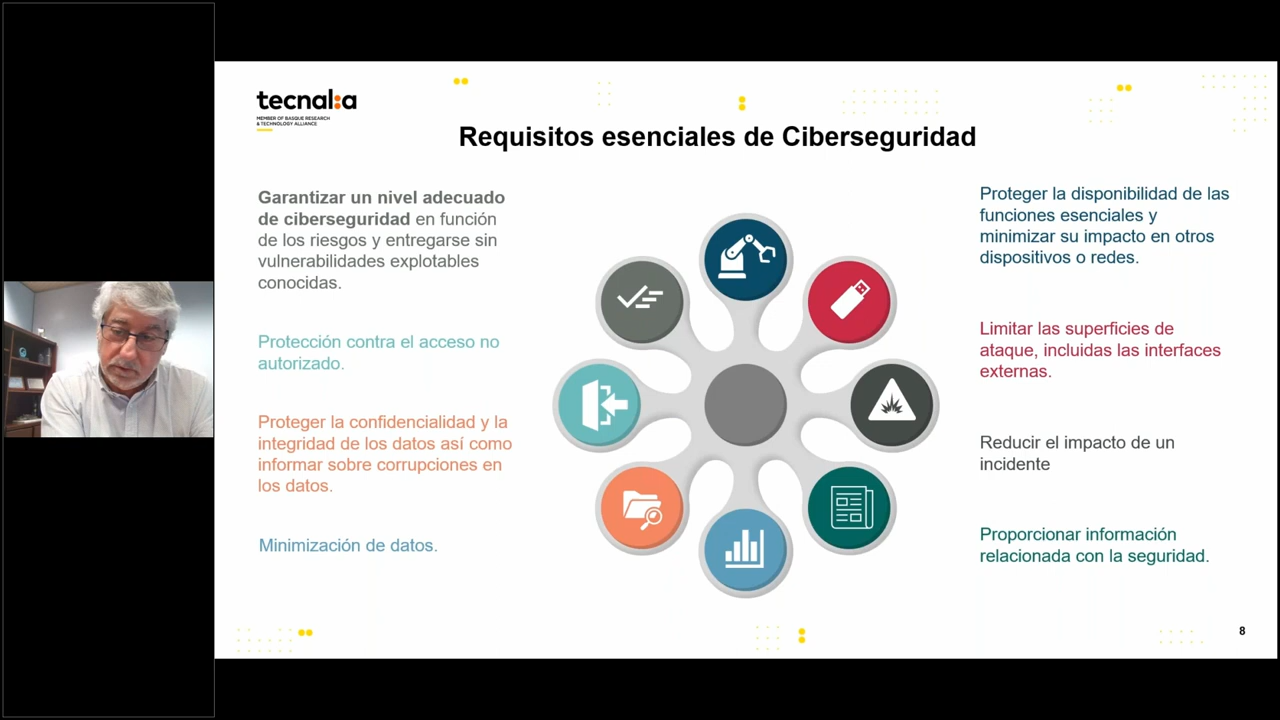 tecnalia
MEMBER OF BASQUE RESEARCH
& TECHNOLOGY ALLIANCE
Requisitos esenciales de Ciberseguridad
Garantizar un nivel adecuado
de ciberseguridad en función
de los riesgos y entregarse sin
vulnerabilidades explotables
conocidas.
Protección contra el acceso no
autorizado.
Proteger la confidencialidad y la
integridad de los datos así como
informar sobre corrupciones en
los datos.
Minimización de datos.
Proteger la disponibilidad de las
funciones esenciales y
minimizar su impacto en otros
dispositivos o redes.
Limitar las superficies de
ataque, incluidas las interfaces
externas.
Reducir el impacto de un
incidente
Proporcionar información
relacionada con la seguridad.
8